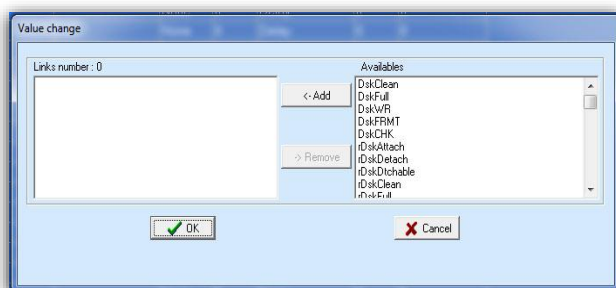 Value change
Links number : 0
Availables
<- Add
-> Remove
DskClean
DskFull
DskWR
DskFRMT
DskCHK
rDskAttach
rDskDetach
rDskDtchable
rDskClean
rDskFull
OK
Cancel